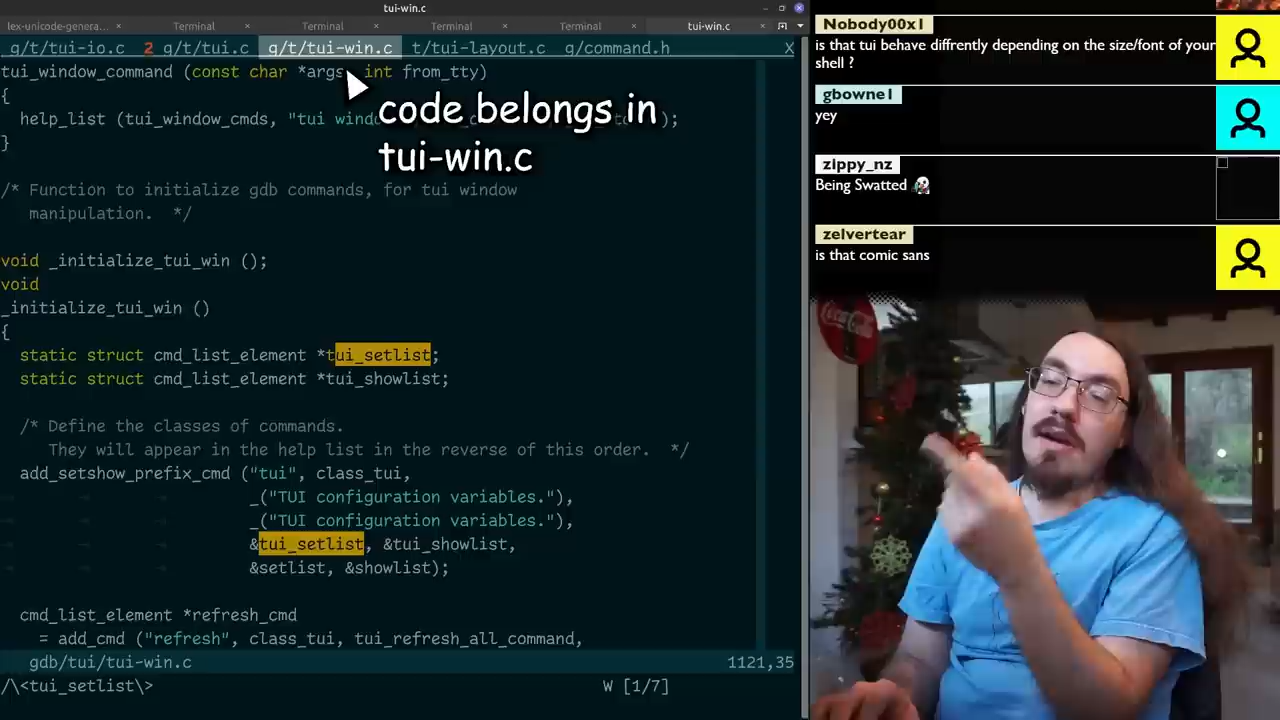 tui-win.c
lex-unicode-genera...
Terminal
Terminal
Terminal
Terminal
tui-win.c
g/t/tui-io.c 2 g/t/tui.c g/t/tui-win.c t/tui-layout.c g/command.h X
tui_window_command (const char *args, int from_tty)
{
help_list (tui_window_cmds, "tui wind
);
}
code belongs in
tui-win.c
/* Function to initialize gdb commands, for tui window
manipulation. */
void _initialize_tui_win ();
void
_initialize_tui_win ()
{
static struct cmd_list_element *tui_setlist;
static struct cmd_list_element *tui_showlist;
/* Define the classes of commands.
They will appear in the help list in the reverse of this order. */
add_setshow_prefix_cmd ("tui", class_tui,
_("TUI configuration variables."),
_("TUI configuration variables."),
&tui_setlist, &tui_showlist,
&setlist, &showlist);
cmd_list_element *refresh_cmd
= add_cmd ("refresh", class_tui, tui_refresh_all_command,
gdb/tui/tui-win.c 1121,35
/\<tui_setlist\> W [1/7]
Nobody00x1
is that tui behave diffrently depending on the size/font of your
shell ?
gbowne1
yey
zippy_nz
Being Swatted
zelvertear
is that comic sans
Coca-Cola